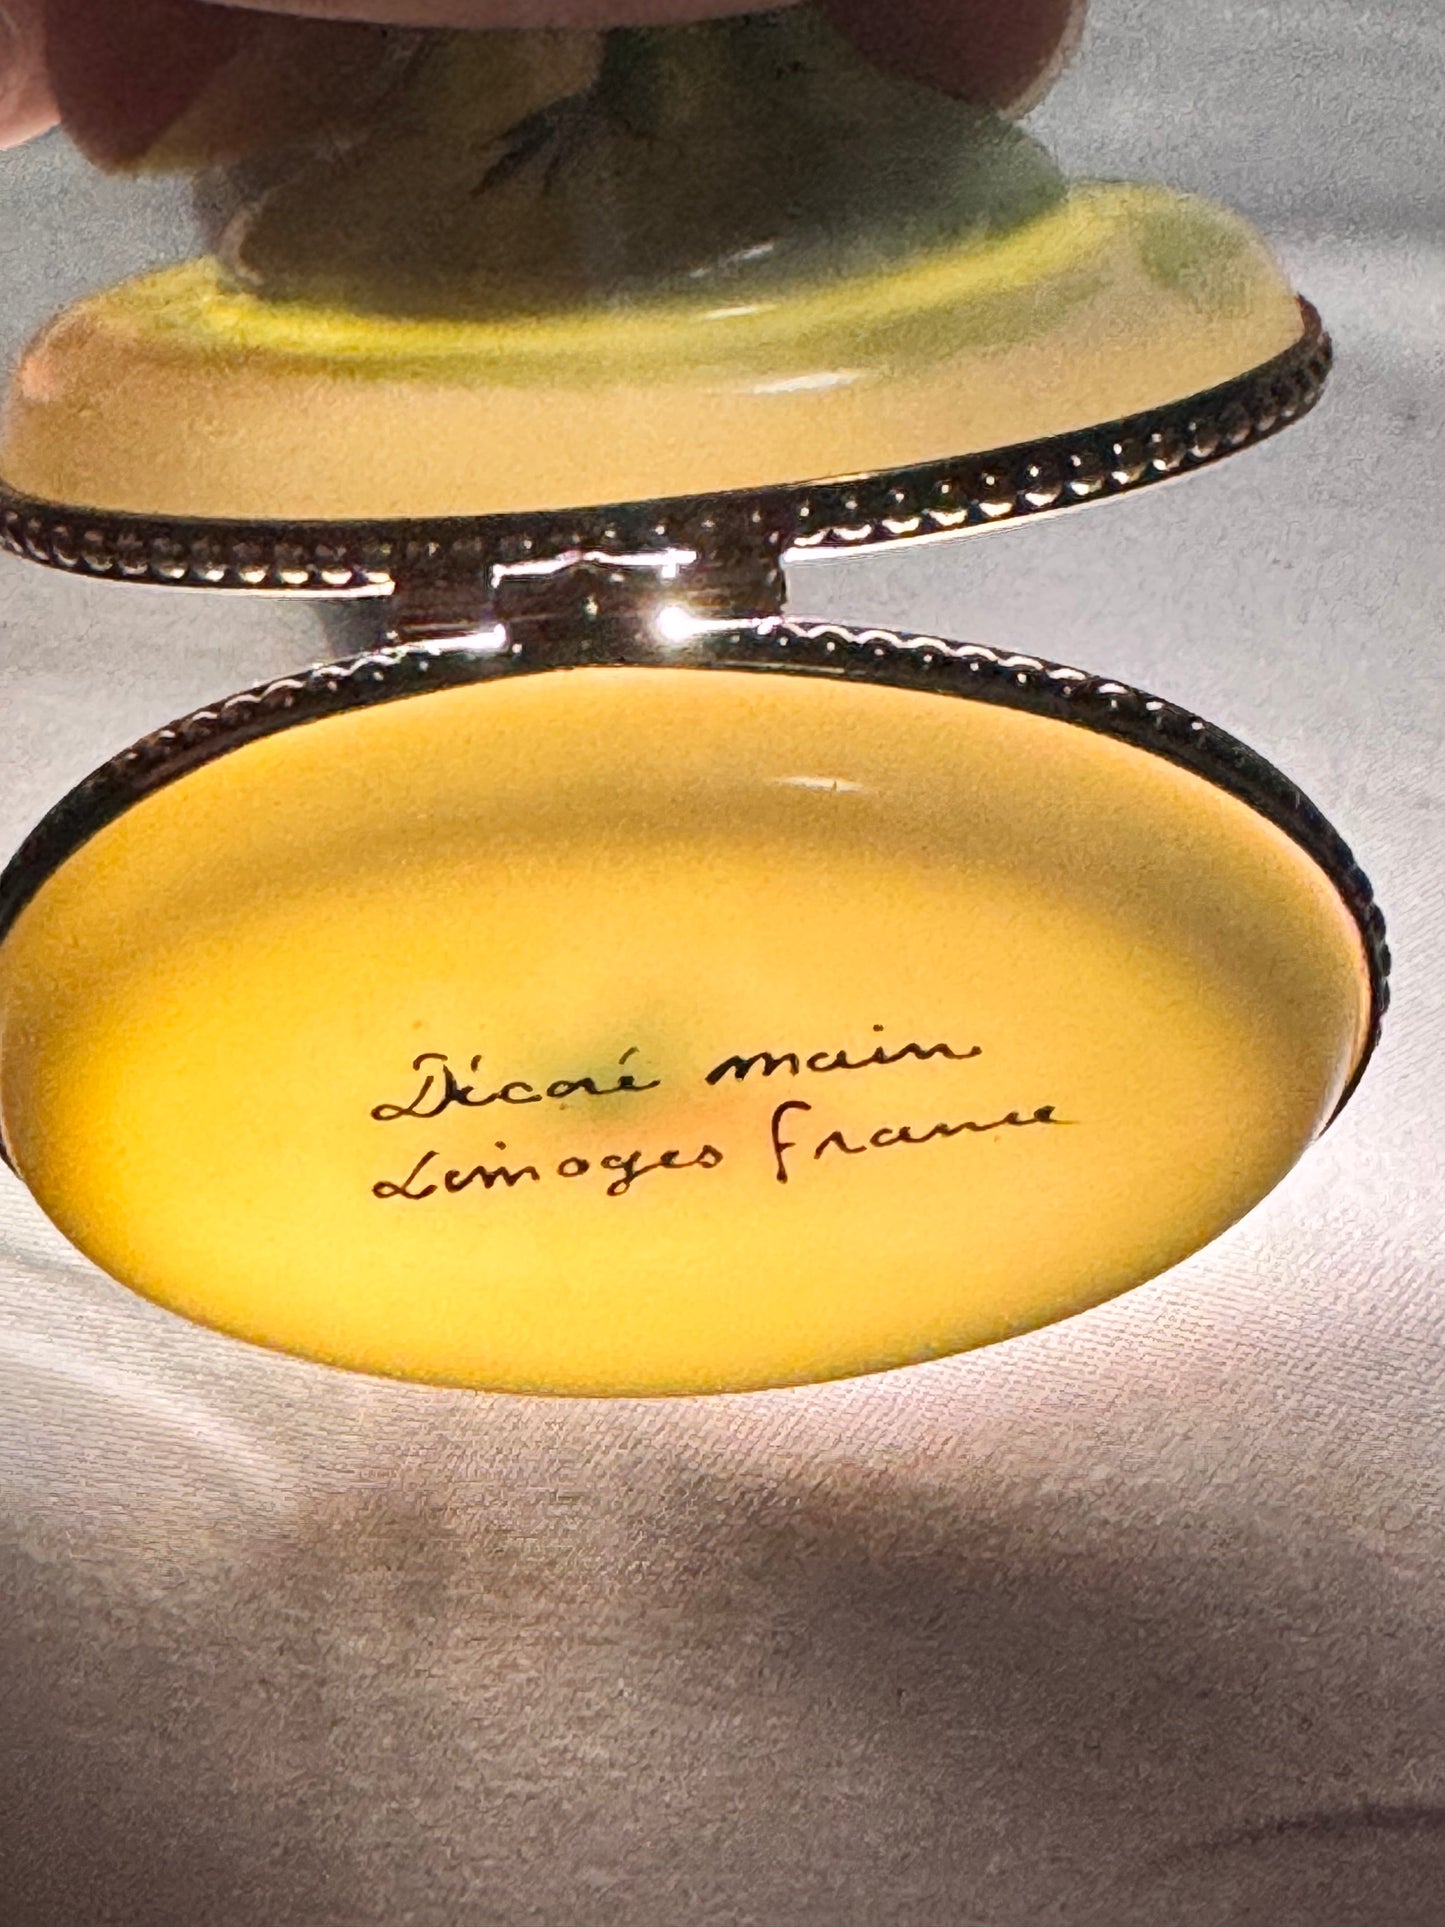 Décoré main
Limoges france